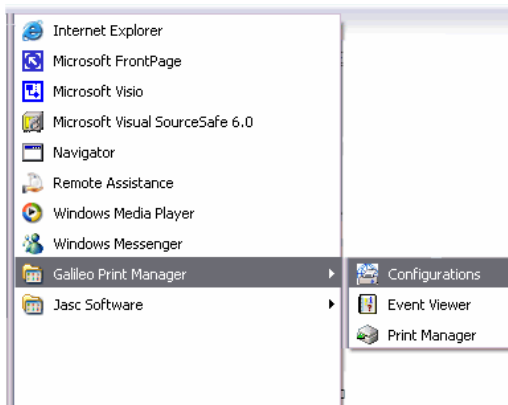 Internet Explorer
Microsoft FrontPage
Microsoft Visio
Microsoft Visual SourceSafe 6.0
Navigator
Remote Assistance
Windows Media Player
Windows Messenger
Galileo Print Manager
Jasc Software
Configurations
Event Viewer
Print Manager